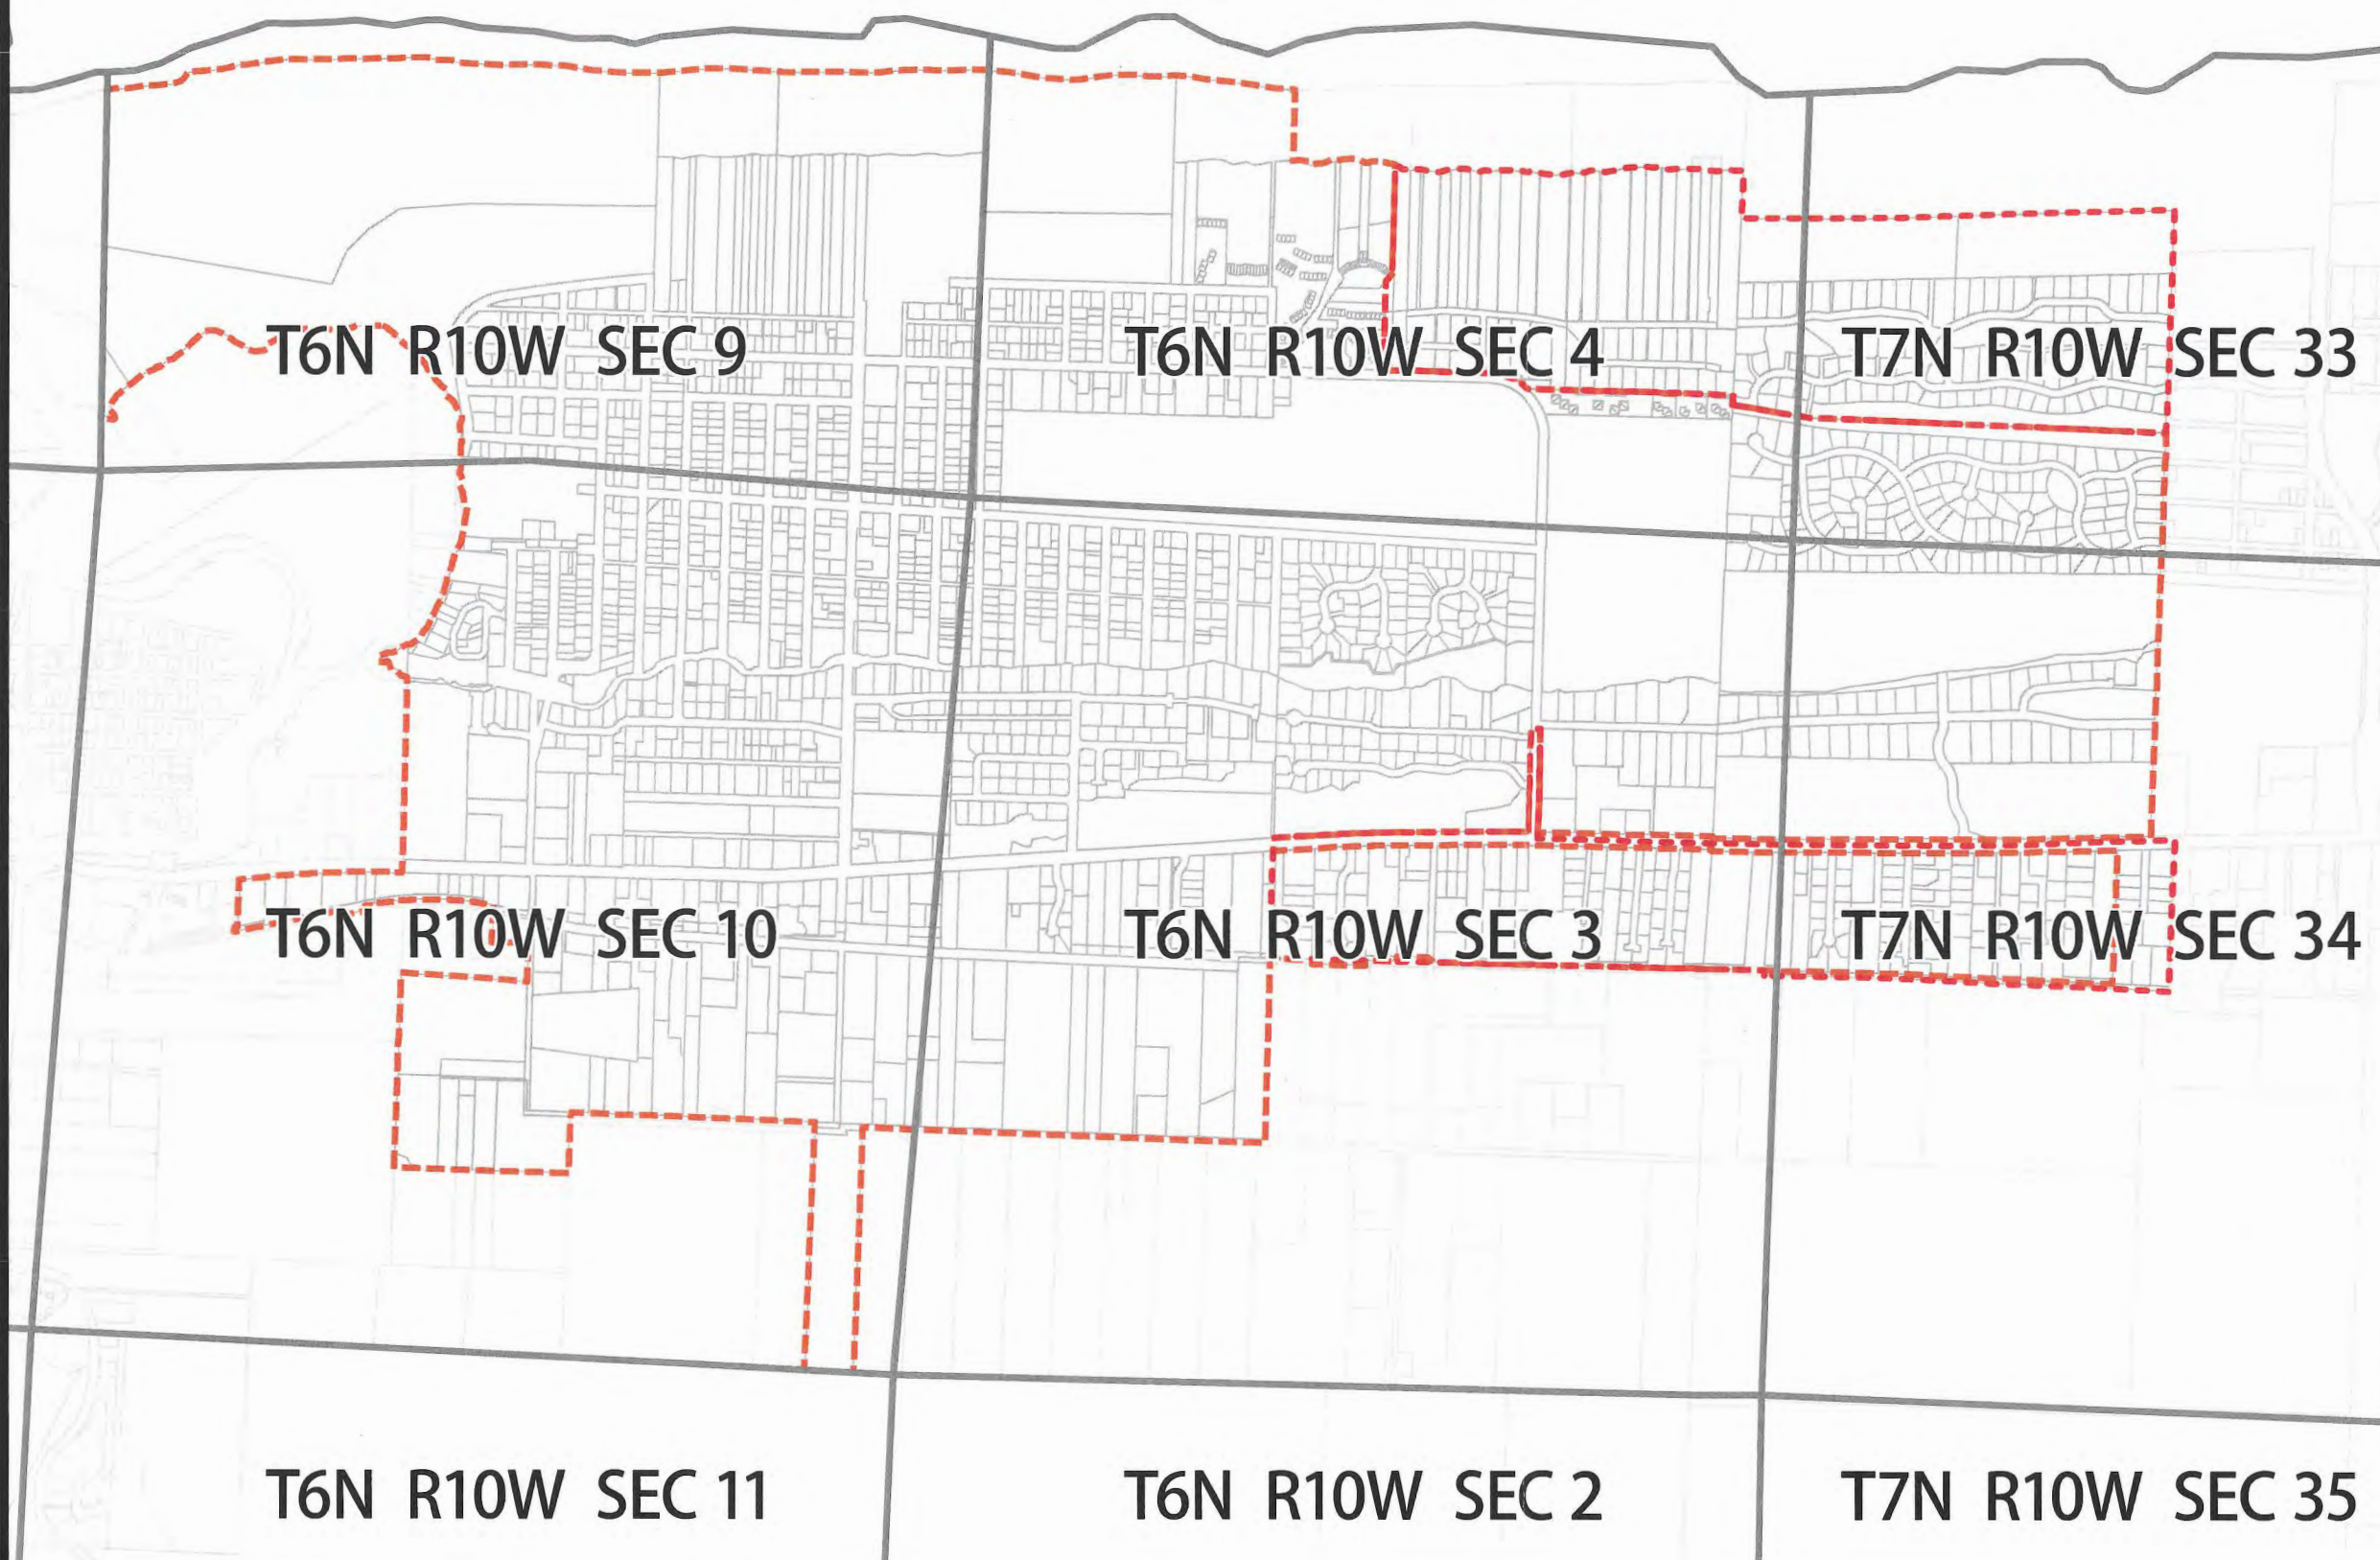 T6N R10W SEC 9
T6N R10W SEC 4
T7N R10W SEC 33
T6N R10W SEC 10
T6N R10W SEC 3
T7N R10W SEC 34
T6N R10W SEC 11
T6N R10W SEC 2
T7N R10W SEC 35